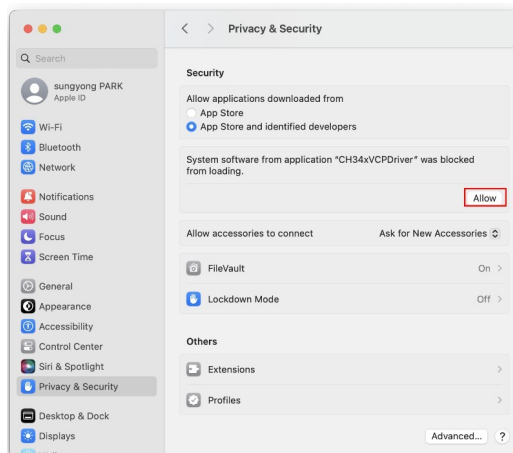 Privacy & Security
Search
sungyong PARK
Apple ID
Wi-Fi
Bluetooth
Network
Notifications
Sound
Focus
Screen Time
General
Appearance
Accessibility
Control Center
Siri & Spotlight
Privacy & Security
Desktop & Dock
Displays
Security
Allow applications downloaded from
App Store
App Store and identified developers
System software from application “CH34xVCPDriver” was blocked
from loading.
Allow
Allow accessories to connect Ask for New Accessories
FileVault On
Lockdown Mode Off
Others
Extensions
Profiles
Advanced... ?